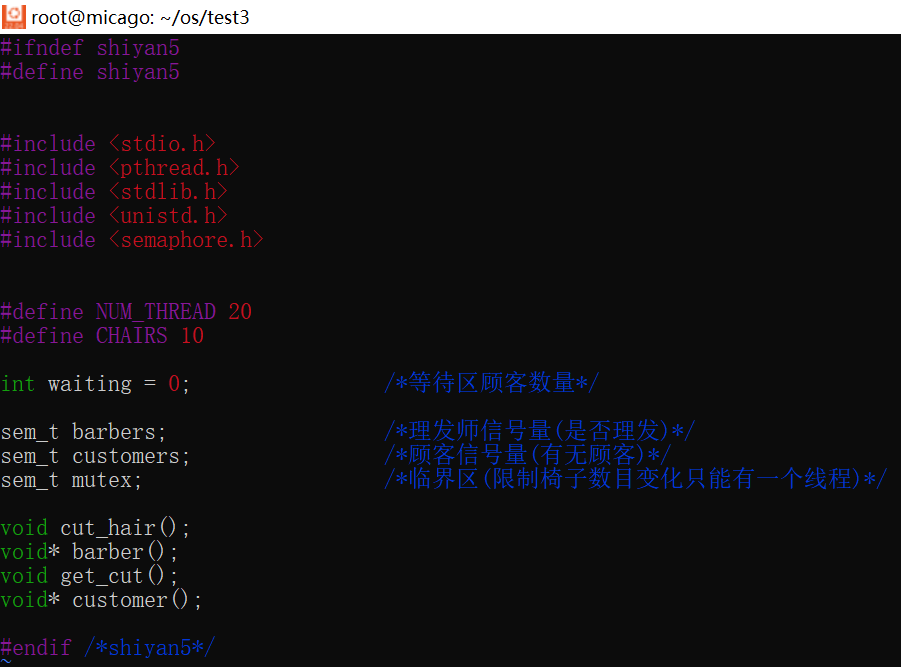 root@micago: ~/os/test3
#ifndef shiyan5
#define shiyan5
#include <stdio.h>
#include <pthread.h>
#include <stdlib.h>
#include <unistd.h>
#include <semaphore.h>
#define NUM_THREAD 20
#define CHAIRS 10
int waiting = 0; /*等待区顾客数量*/
sem_t barbers; /*理发师信号量(是否理发)*/
sem_t customers; /*顾客信号量(有无顾客)*/
sem_t mutex; /*临界区(限制椅子数目变化只能有一个线程)*/
void cut_hair();
void* barber();
void get_cut();
void* customer();
#endif /*shiyan5*/
~